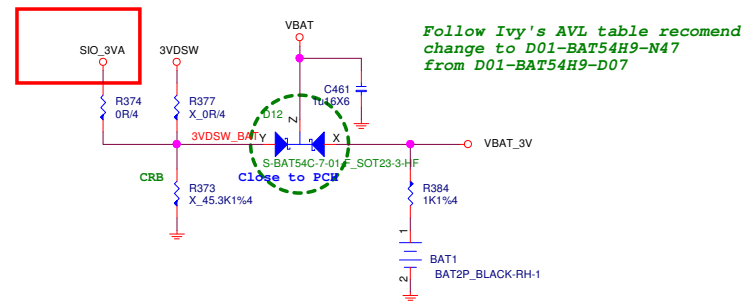 VBAT
Follow Ivy's AVL table recomend
change to D01-BAT54H9-N47
from D01-BAT54H9-D07
SIO_3VA
3VDSW
C461
1u16X6
R374
0R/4
R377
X_0R/4
D12
Z
3VDSW_BAT
Y
X
VBAT_3V
S-BAT54C-7-01-F_SOT23-3-HF
CRB
Close to PCH
R373
X_45.3K1%4
R384
1K1%4
1
BAT1
BAT2P_BLACK-RH-1
2